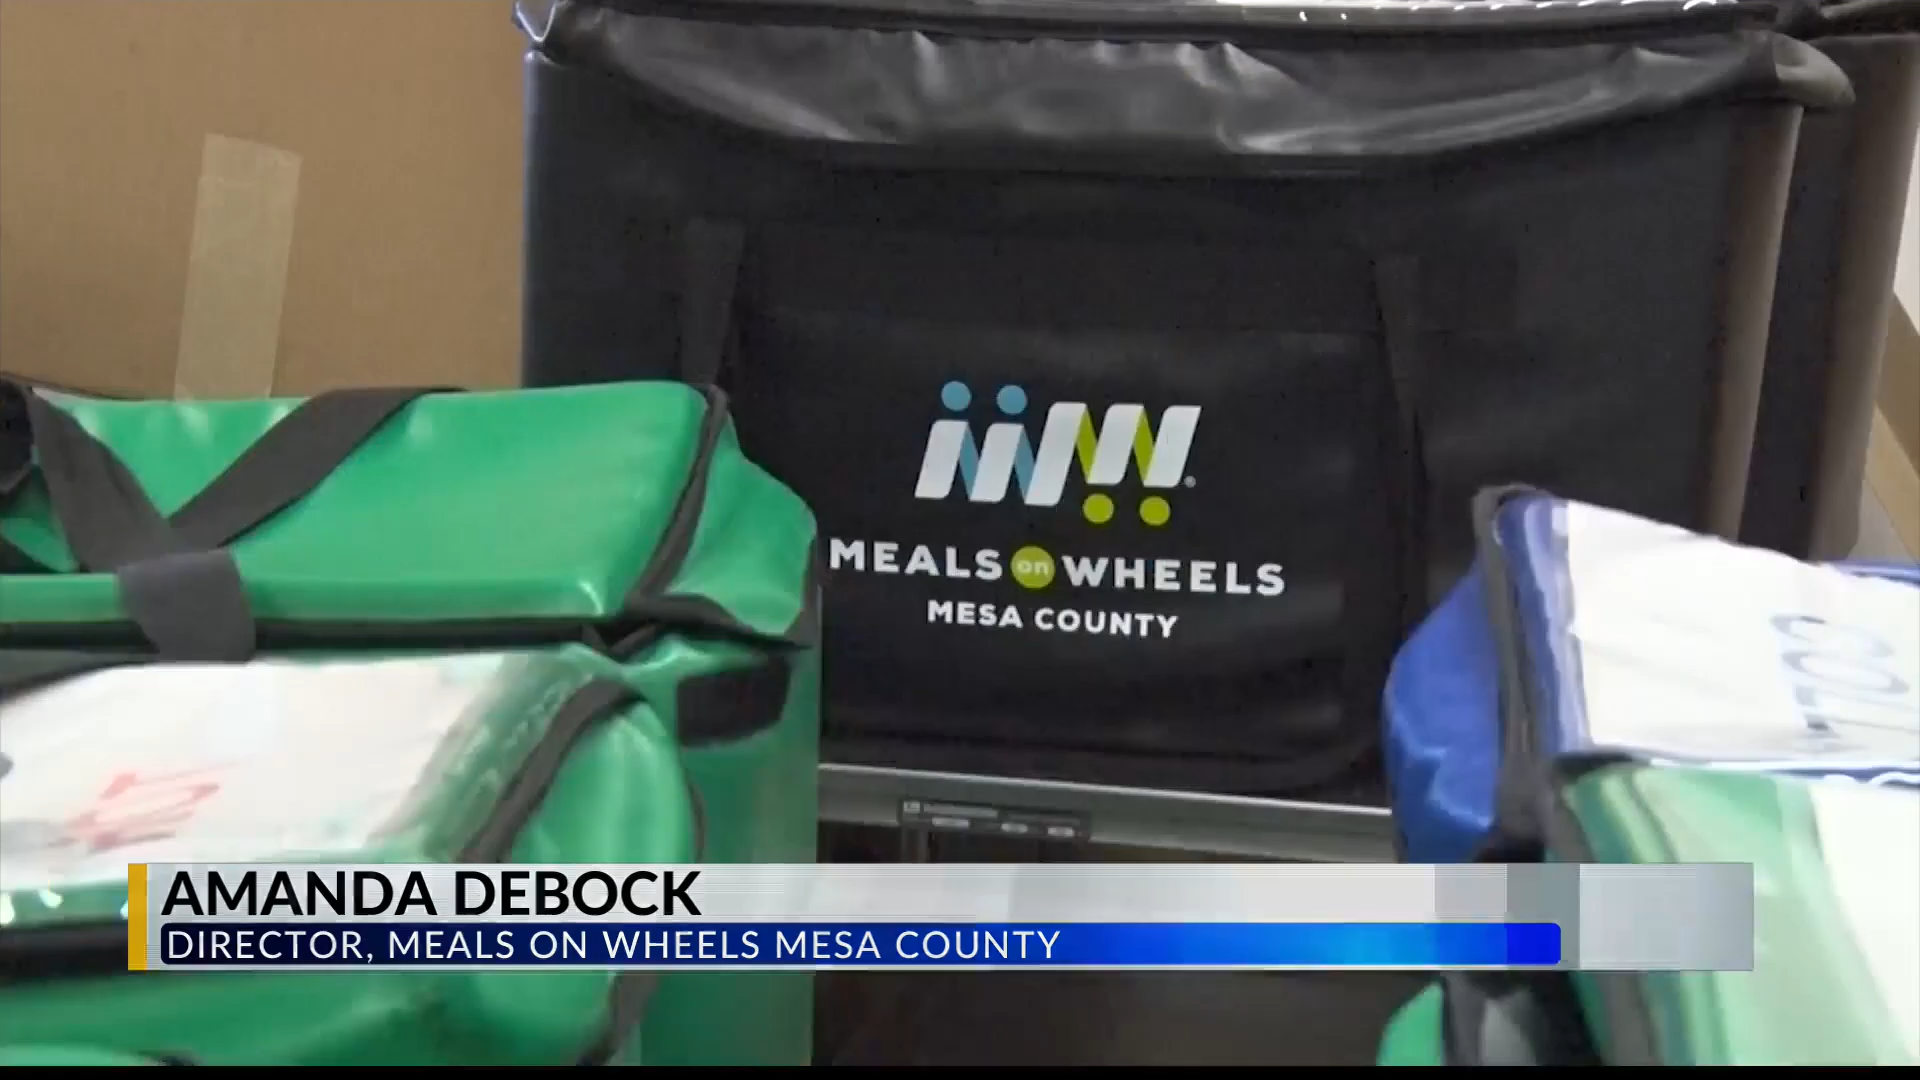 MEALS on WHEELS
MESA COUNTY
AMANDA DEBOCK
DIRECTOR, MEALS ON WHEELS MESA COUNTY